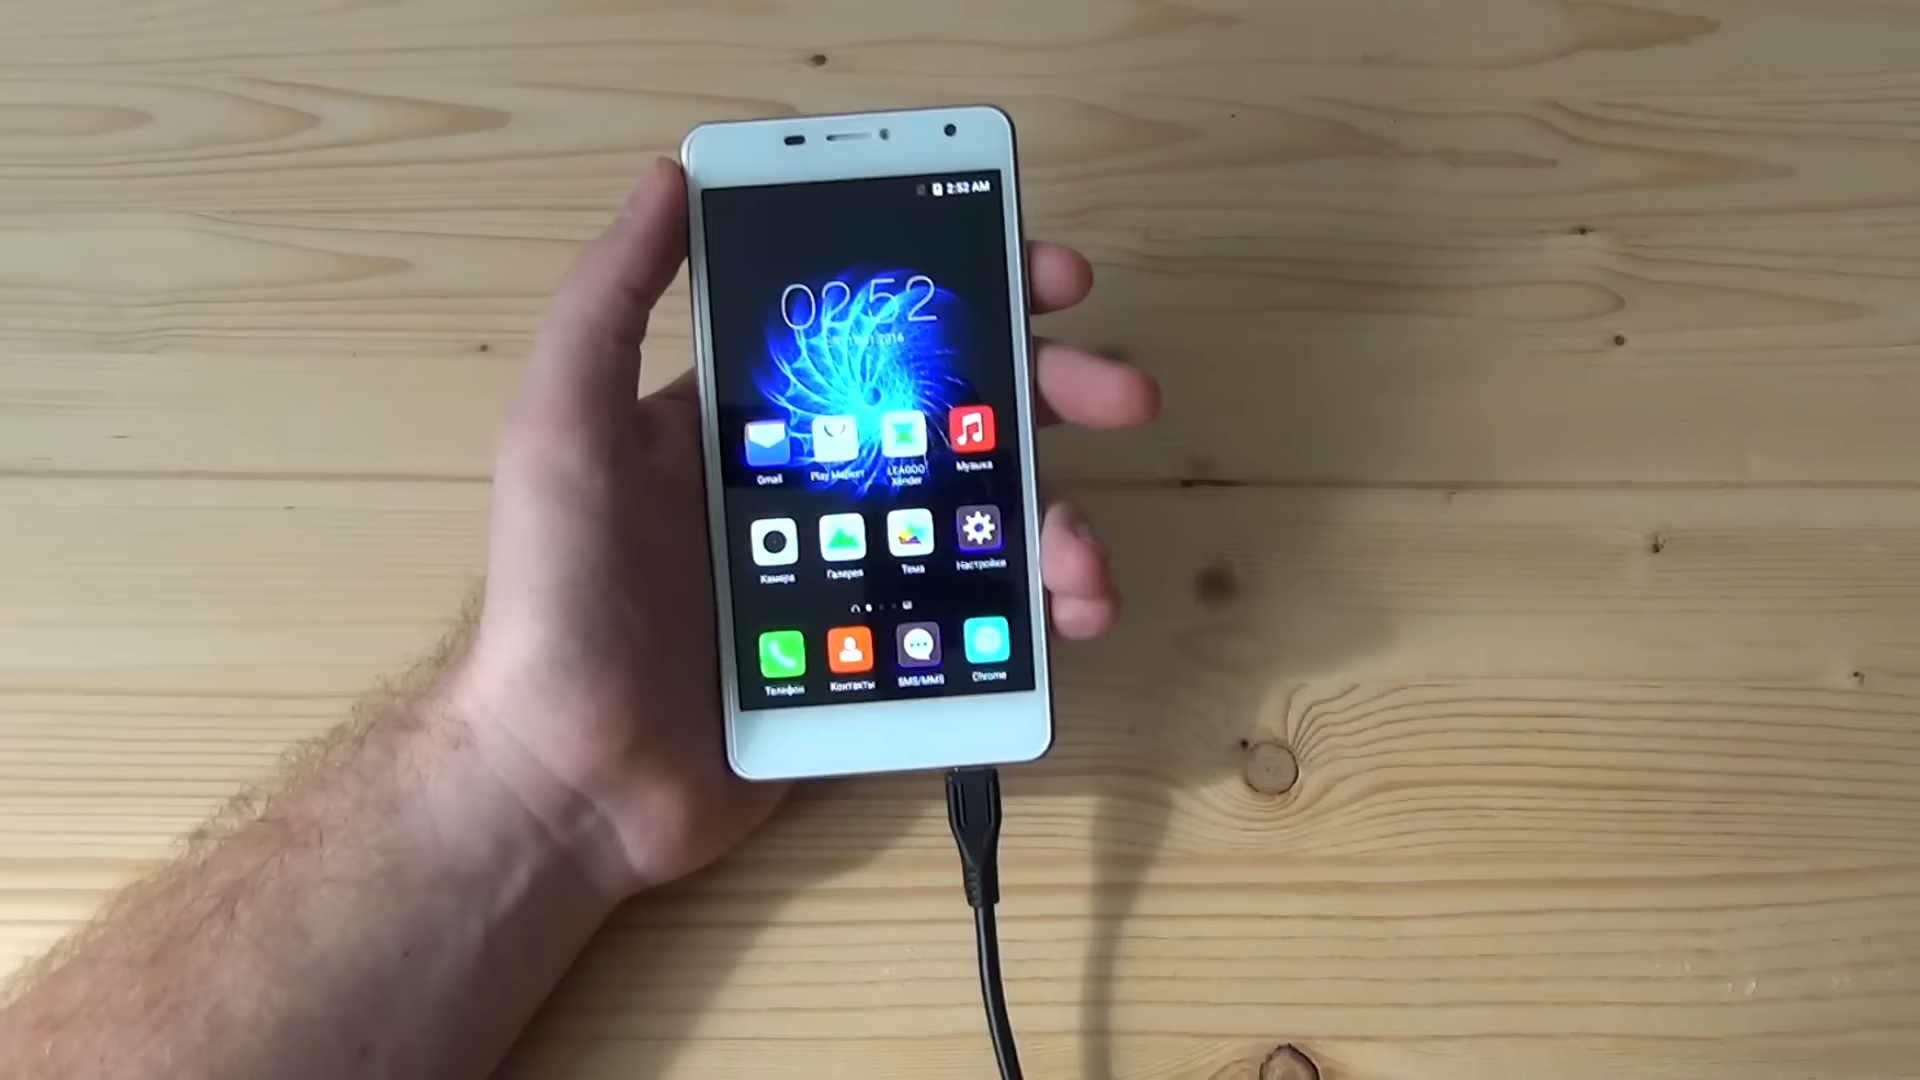 2:52 AM
02:52
Gmail
Play Маркет
LEAGOO Xender
Музыка
Камера
Галерея
Тема
Настройки
Телефон
Контакты
SMS/MMS
Chrome